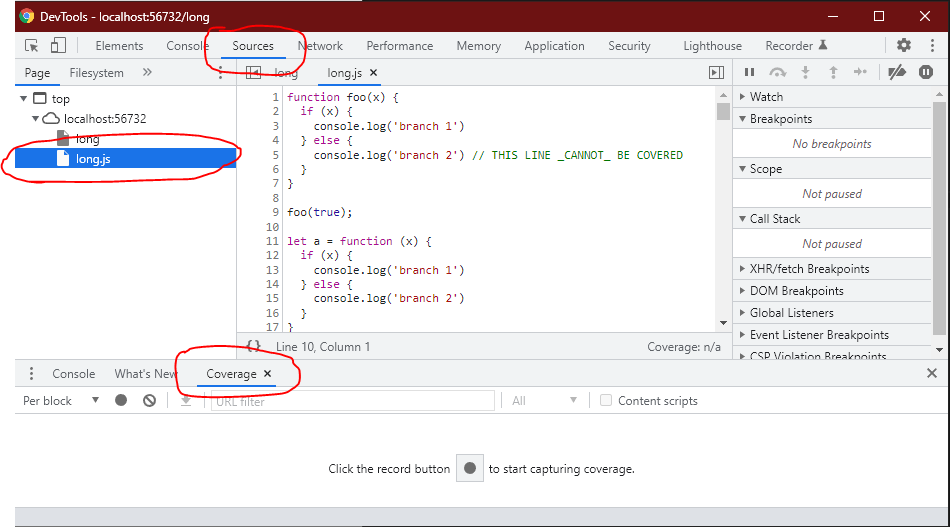 DevTools - localhost:56732/long
Elements Console Sources Network Performance Memory Application Security Lighthouse Recorder
Page Filesystem » long long.js ×
top
localhost:56732
long
long.js
1 function foo(x) {
2 if (x) {
3 console.log('branch 1')
4 } else {
5 console.log('branch 2') // THIS LINE _CANNOT_ BE COVERED
6 }
7 }
8
9 foo(true);
10
11 let a = function (x) {
12 if (x) {
13 console.log('branch 1')
14 } else {
15 console.log('branch 2')
16 }
17 }
{} Line 10, Column 1 Coverage: n/a
Watch
Breakpoints
No breakpoints
Scope
Not paused
Call Stack
Not paused
XHR/fetch Breakpoints
DOM Breakpoints
Global Listeners
Event Listener Breakpoints
CSP Violation Breakpoints
Console What's New Coverage ×
Per block URL filter All Content scripts
Click the record button to start capturing coverage.